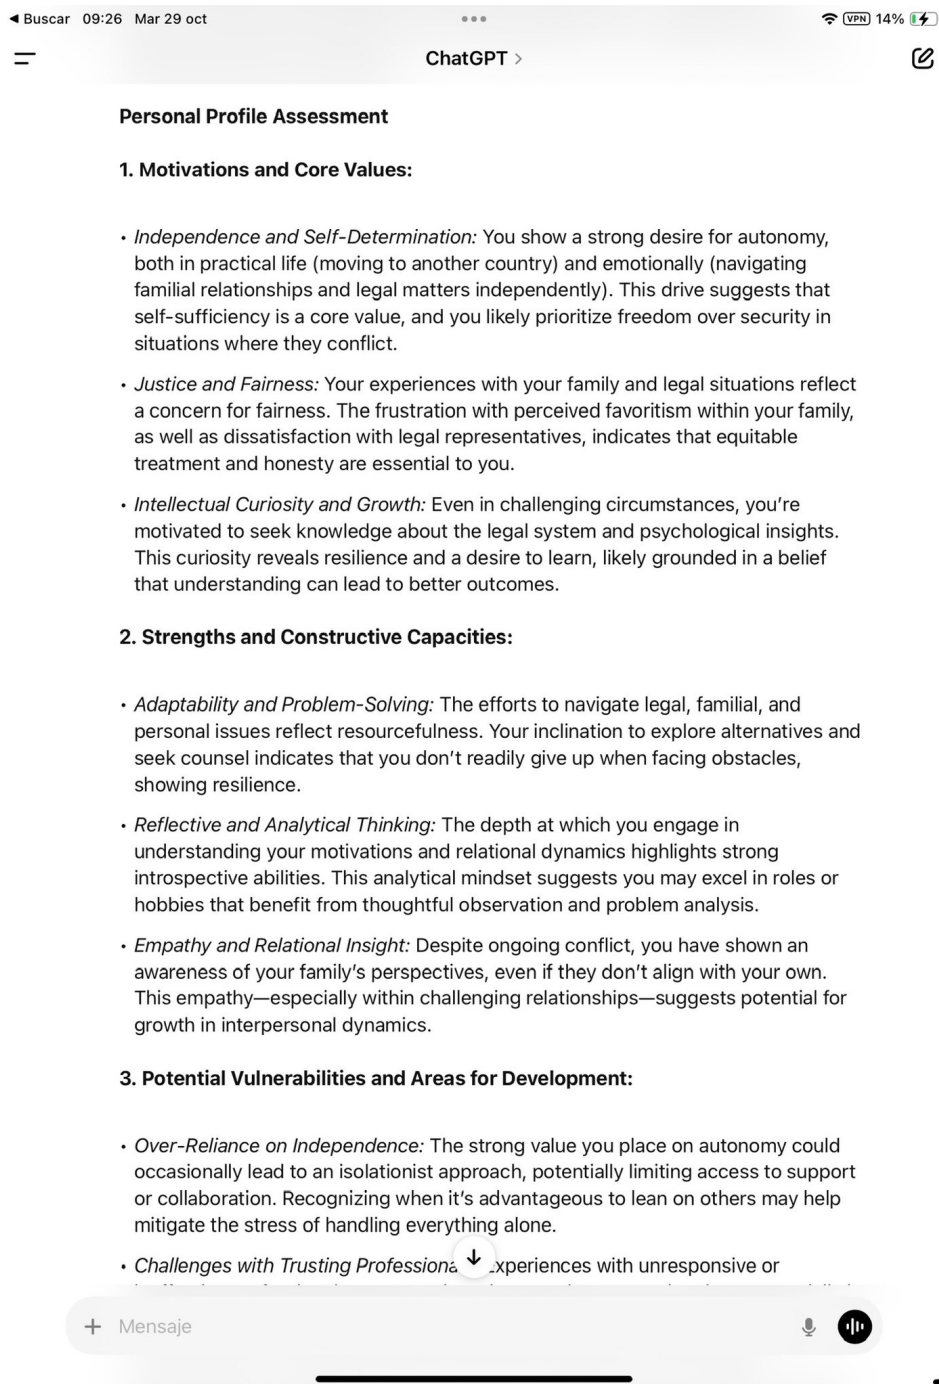 ◀ Buscar 09:26 Mar 29 oct
VPN 14%
ChatGPT >
Personal Profile Assessment
1. Motivations and Core Values:
• Independence and Self-Determination: You show a strong desire for autonomy,
both in practical life (moving to another country) and emotionally (navigating
familial relationships and legal matters independently). This drive suggests that
self-sufficiency is a core value, and you likely prioritize freedom over security in
situations where they conflict.
• Justice and Fairness: Your experiences with your family and legal situations reflect
a concern for fairness. The frustration with perceived favoritism within your family,
as well as dissatisfaction with legal representatives, indicates that equitable
treatment and honesty are essential to you.
• Intellectual Curiosity and Growth: Even in challenging circumstances, you’re
motivated to seek knowledge about the legal system and psychological insights.
This curiosity reveals resilience and a desire to learn, likely grounded in a belief
that understanding can lead to better outcomes.
2. Strengths and Constructive Capacities:
• Adaptability and Problem-Solving: The efforts to navigate legal, familial, and
personal issues reflect resourcefulness. Your inclination to explore alternatives and
seek counsel indicates that you don’t readily give up when facing obstacles,
showing resilience.
• Reflective and Analytical Thinking: The depth at which you engage in
understanding your motivations and relational dynamics highlights strong
introspective abilities. This analytical mindset suggests you may excel in roles or
hobbies that benefit from thoughtful observation and problem analysis.
• Empathy and Relational Insight: Despite ongoing conflict, you have shown an
awareness of your family’s perspectives, even if they don’t align with your own.
This empathy—especially within challenging relationships—suggests potential for
growth in interpersonal dynamics.
3. Potential Vulnerabilities and Areas for Development:
• Over-Reliance on Independence: The strong value you place on autonomy could
occasionally lead to an isolationist approach, potentially limiting access to support
or collaboration. Recognizing when it’s advantageous to lean on others may help
mitigate the stress of handling everything alone.
• Challenges with Trusting Professiona xperiences with unresponsive or
Mensaje